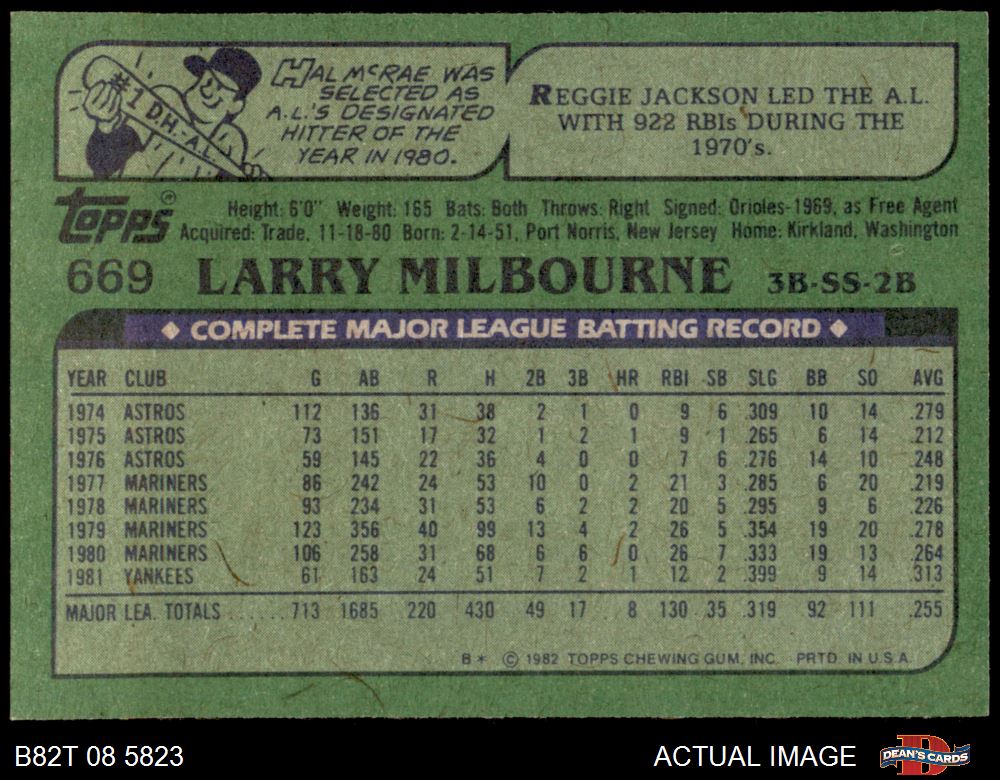 #1 D.H.-A.L.
HAL McRAE WAS
SELECTED AS
A.L.'S DESIGNATED
HITTER OF THE
YEAR IN 1980.
REGGIE JACKSON LED THE A.L.
WITH 922 RBIs DURING THE
1970's.
topps®
Height: 6'0" Weight: 165 Bats: Both Throws: Right Signed: Orioles-1969, as Free Agent
Acquired: Trade, 11-18-80 Born: 2-14-51, Port Norris, New Jersey Home: Kirkland, Washington
669 LARRY MILBOURNE 3B-SS-2B
◆ COMPLETE MAJOR LEAGUE BATTING RECORD ◆
YEAR CLUB G AB R H 2B 3B HR RBI SB SLG BB SO AVG
1974 ASTROS 112 136 31 38 2 1 0 9 6 .309 10 14 .279
1975 ASTROS 73 151 17 32 1 2 1 9 1 .265 6 14 .212
1976 ASTROS 59 145 22 36 4 0 0 7 6 .276 14 10 .248
1977 MARINERS 86 242 24 53 10 0 2 21 3 .285 6 20 .219
1978 MARINERS 93 234 31 53 6 2 2 20 5 .295 9 6 .226
1979 MARINERS 123 356 40 99 13 4 2 26 5 .354 19 20 .278
1980 MARINERS 106 258 31 68 6 6 0 26 7 .333 19 13 .264
1981 YANKEES 61 163 24 51 7 2 1 12 2 .399 9 14 .313
MAJOR LEA. TOTALS ...... 713 1685 220 430 49 17 8 130 35 .319 92 111 .255
B* © 1982 TOPPS CHEWING GUM, INC. PRTD. IN U.S.A.
B82T 08 5823 ACTUAL IMAGE DEAN'S CARDS